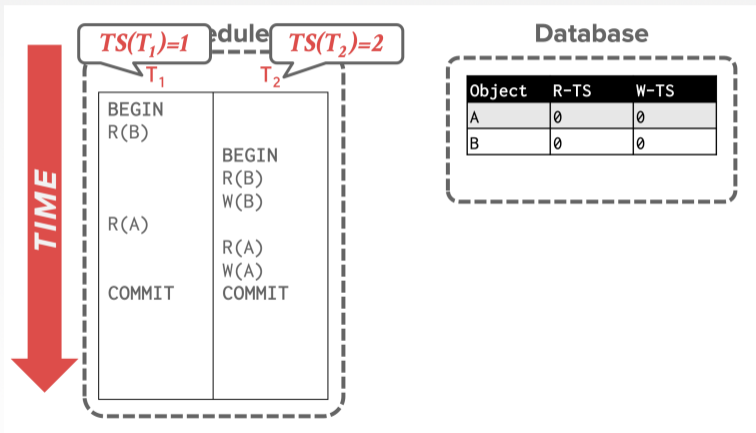 TS(T1)=1
edule
TS(T2)=2
Database
T1
T2
Object R-TS W-TS
A 0 0
B 0 0
BEGIN
R(B)
BEGIN
R(B)
W(B)
R(A)
R(A)
W(A)
COMMIT COMMIT
TIME